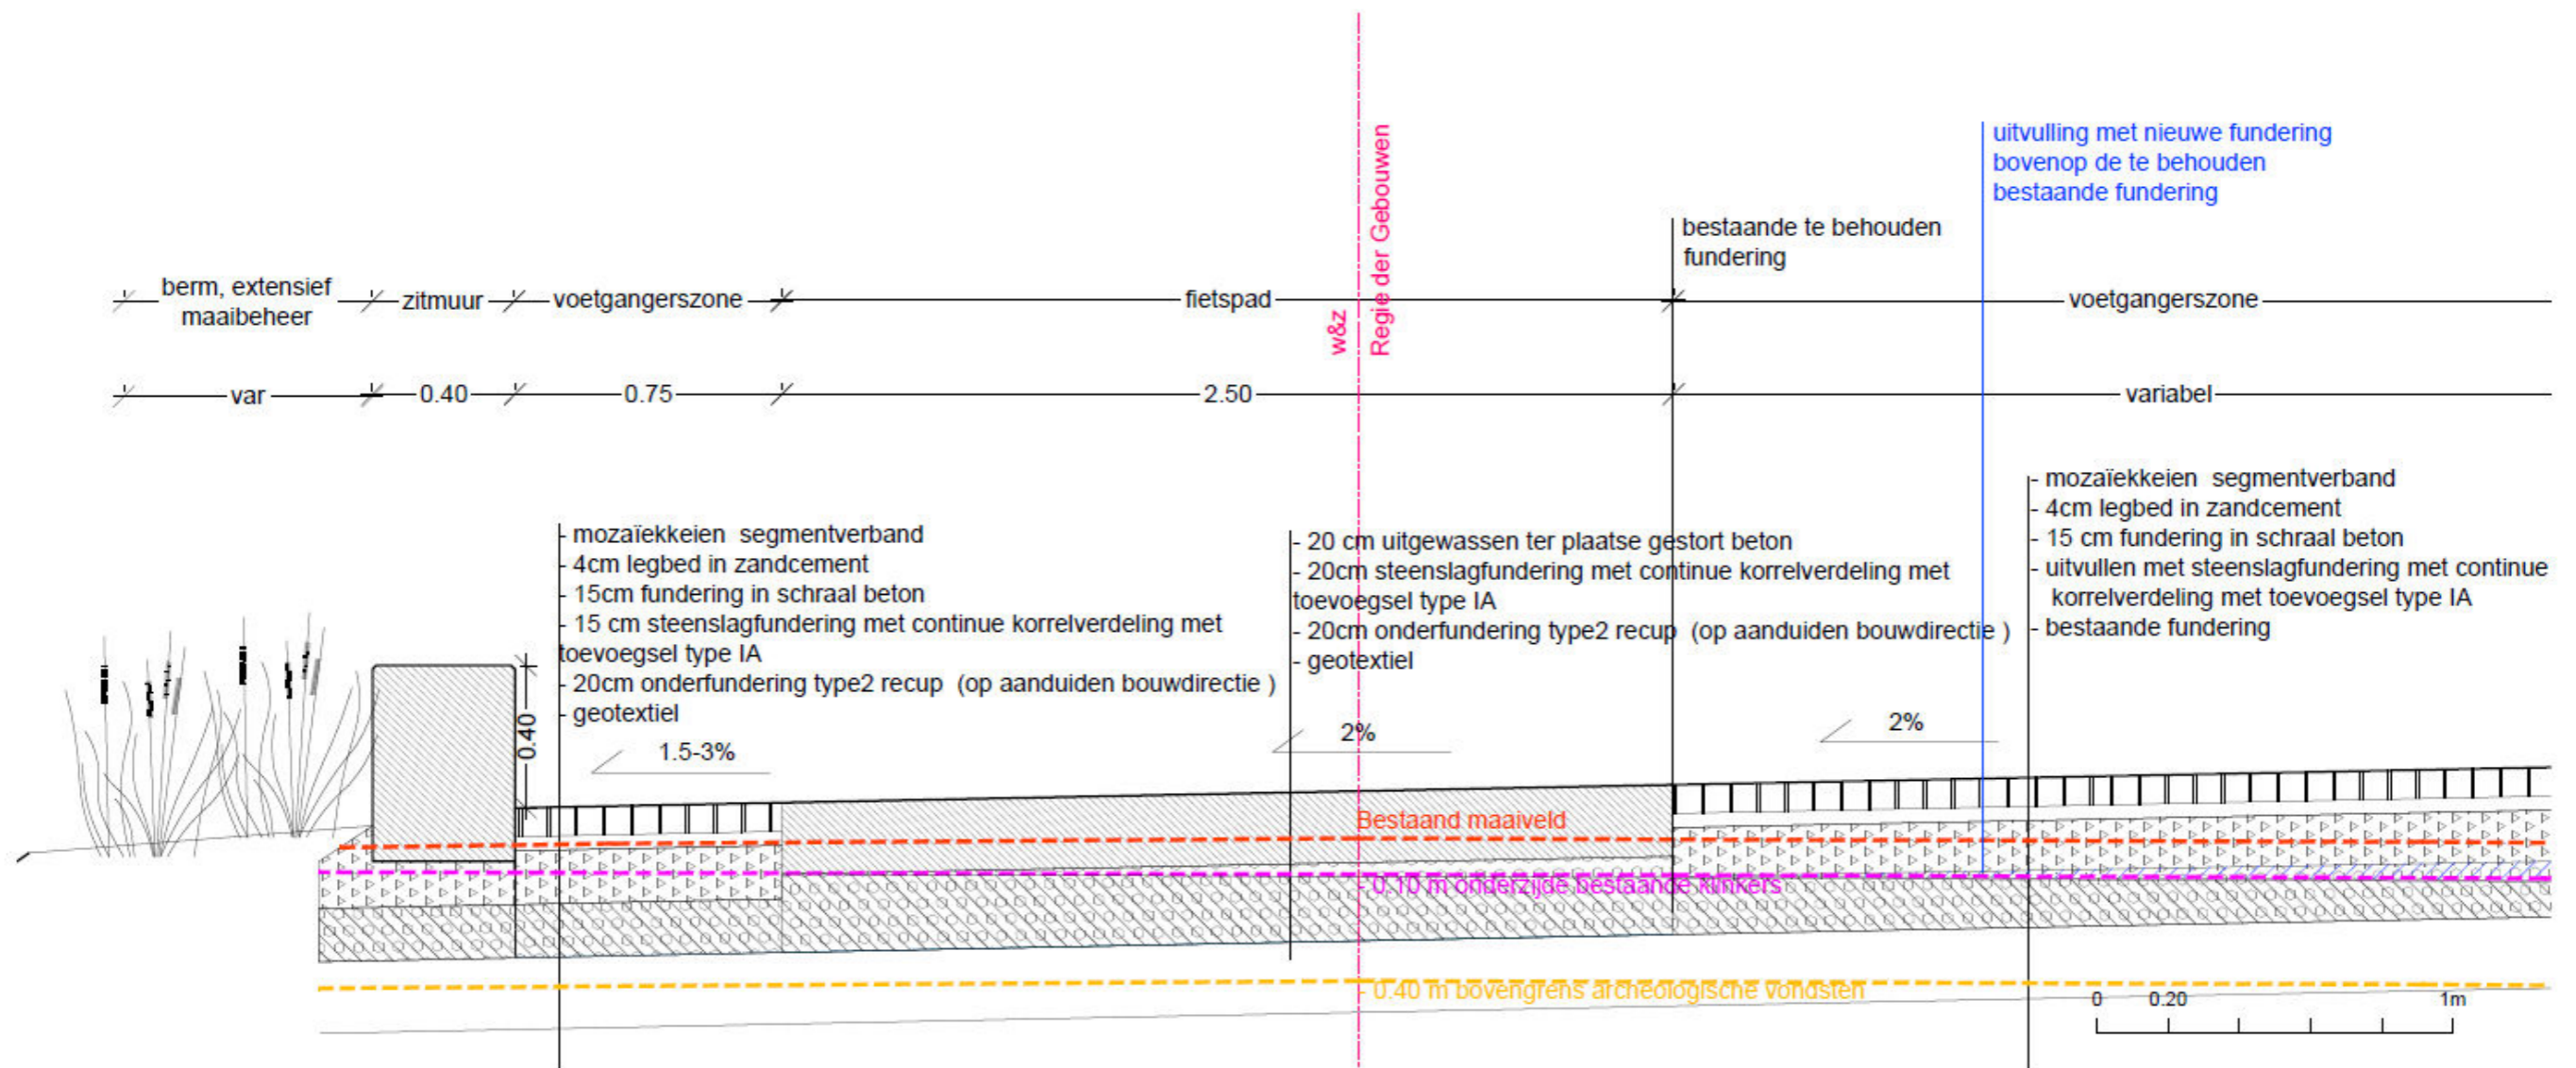 uitvulling met nieuwe fundering
bovenop de te behouden
bestaande fundering
bestaande te behouden
fundering
w&z
Regie der Gebouwen
berm, extensief
maaibeheer
zitmuur
voetgangerszone
fietspad
voetgangerszone
var
0.40
0.75
2.50
variabel
- mozaïekkeien segmentverband
- 4cm legbed in zandcement
- 15cm fundering in schraal beton
- 15 cm steenslagfundering met continue korrelverdeling met
toevoegsel type IA
- 20cm onderfundering type2 recup (op aanduiden bouwdirectie )
- geotextiel
- 20 cm uitgewassen ter plaatse gestort beton
- 20cm steenslagfundering met continue korrelverdeling met
toevoegsel type IA
- 20cm onderfundering type2 recup (op aanduiden bouwdirectie )
- geotextiel
- mozaïekkeien segmentverband
- 4cm legbed in zandcement
- 15 cm fundering in schraal beton
- uitvullen met steenslagfundering met continue
korrelverdeling met toevoegsel type IA
- bestaande fundering
0.40
1.5-3%
2%
2%
Bestaand maaiveld
- 0.10 m onderzijde bestaande klinkers
- 0.40 m bovengrens archeologische vondsten
0 0.20 1m